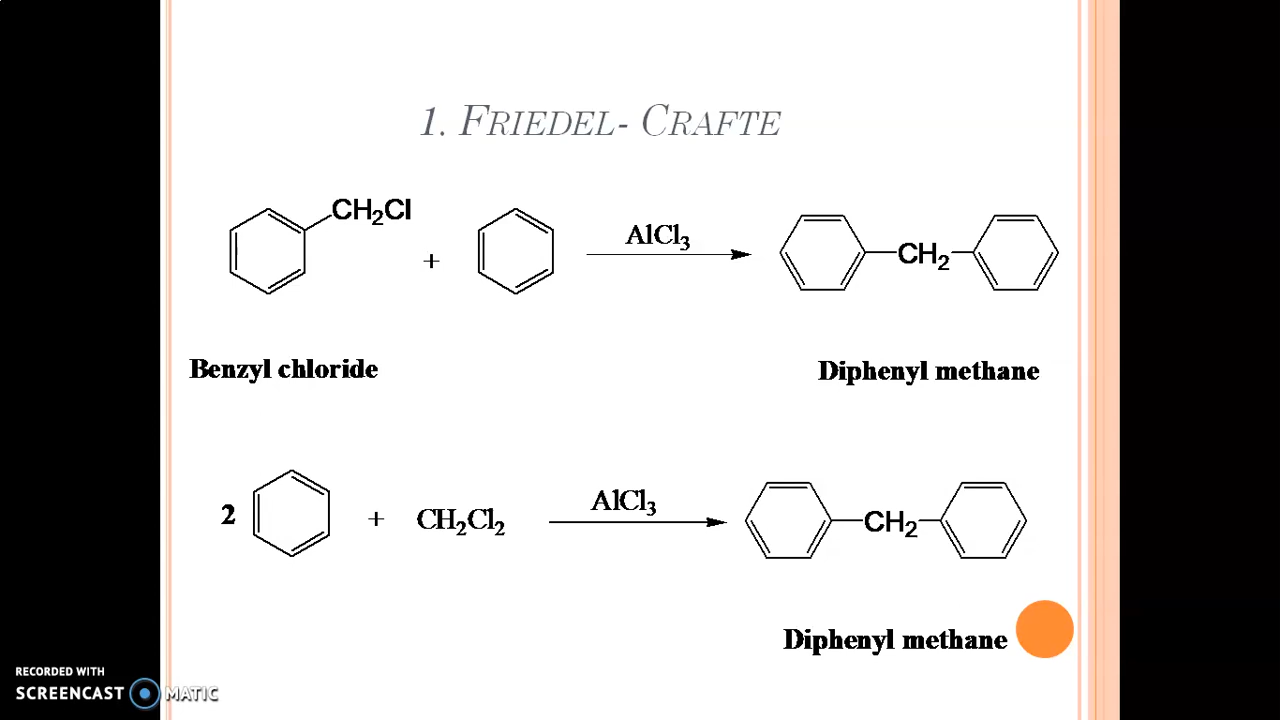 1. FRIEDEL- CRAFTE
CH₂Cl
+
AlCl₃
CH₂
Benzyl chloride
Diphenyl methane
2
+
CH₂Cl₂
AlCl₃
CH₂
Diphenyl methane
RECORDED WITH
SCREENCAST MATIC